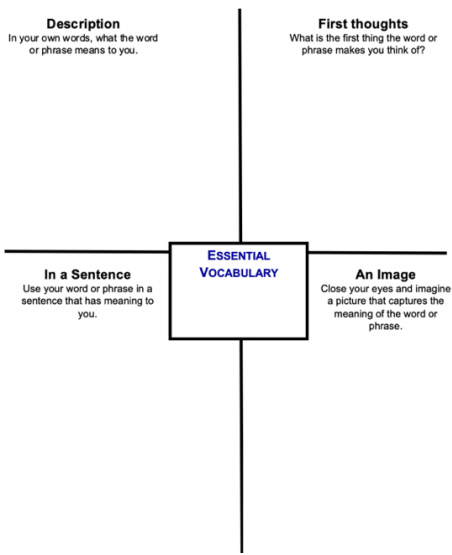 Description
In your own words, what the word
or phrase means to you.
First thoughts
What is the first thing the word or
phrase makes you think of?
ESSENTIAL
VOCABULARY
In a Sentence
Use your word or phrase in a
sentence that has meaning to
you.
An Image
Close your eyes and imagine
a picture that captures the
meaning of the word or
phrase.